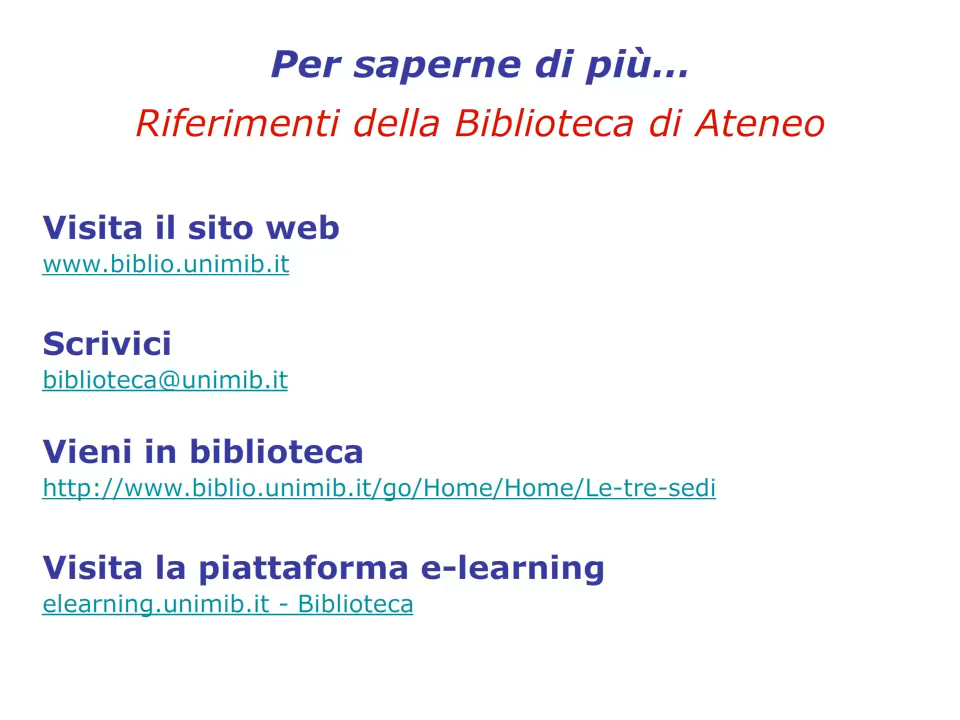 Per saperne di più…
Riferimenti della Biblioteca di Ateneo
Visita il sito web
www.biblio.unimib.it
Scrivici
biblioteca@unimib.it
Vieni in biblioteca
http://www.biblio.unimib.it/go/Home/Home/Le-tre-sedi
Visita la piattaforma e-learning
elearning.unimib.it - Biblioteca